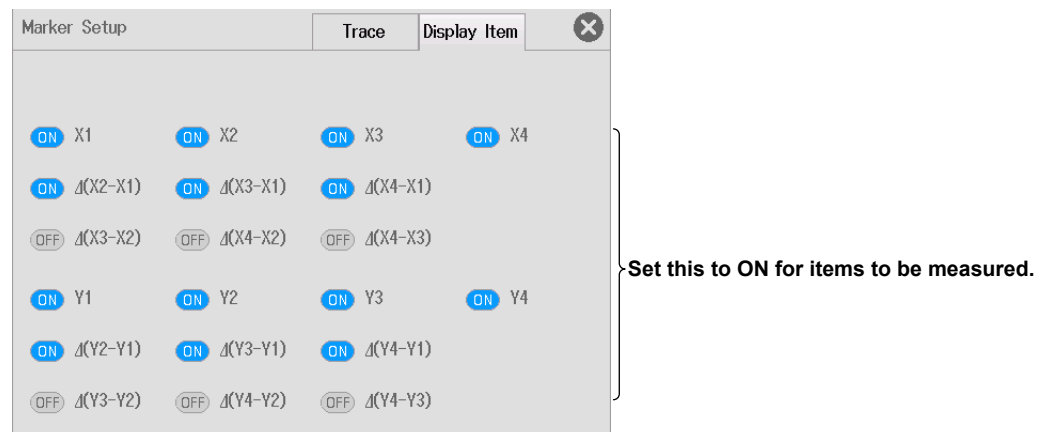 Marker Setup Trace Display Item
ON X1 ON X2 ON X3 ON X4
ON Δ(X2-X1) ON Δ(X3-X1) ON Δ(X4-X1)
OFF Δ(X3-X2) OFF Δ(X4-X2) OFF Δ(X4-X3)
Set this to ON for items to be measured.
ON Y1 ON Y2 ON Y3 ON Y4
ON Δ(Y2-Y1) ON Δ(Y3-Y1) ON Δ(Y4-Y1)
OFF Δ(Y3-Y2) OFF Δ(Y4-Y2) OFF Δ(Y4-Y3)